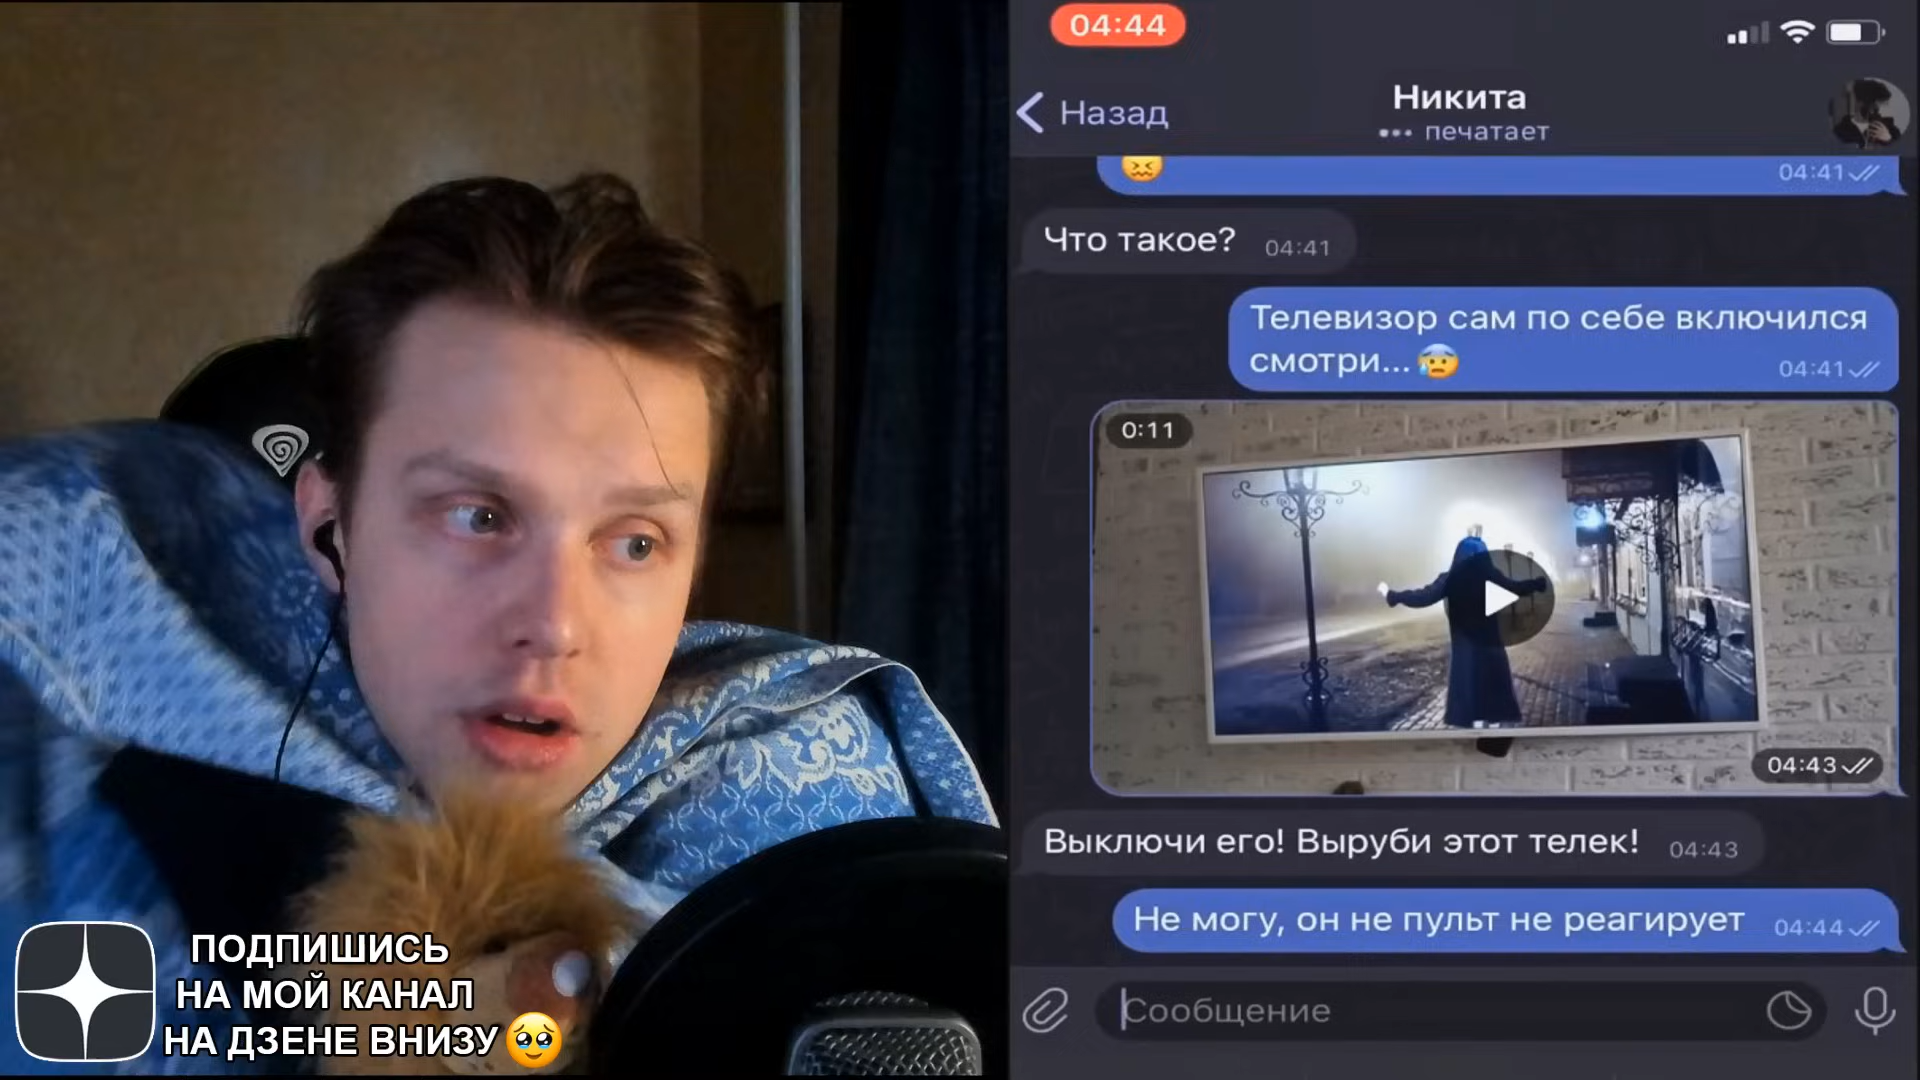 04:44
Назад
Никита
печатает
04:41
Что такое? 04:41
Телевизор сам по себе включился
смотри... 04:41
0:11
04:43
Выключи его! Выруби этот телек! 04:43
Не могу, он не пульт не реагирует 04:44
Сообщение
ПОДПИШИСЬ
НА МОЙ КАНАЛ
НА ДЗЕНЕ ВНИЗУ